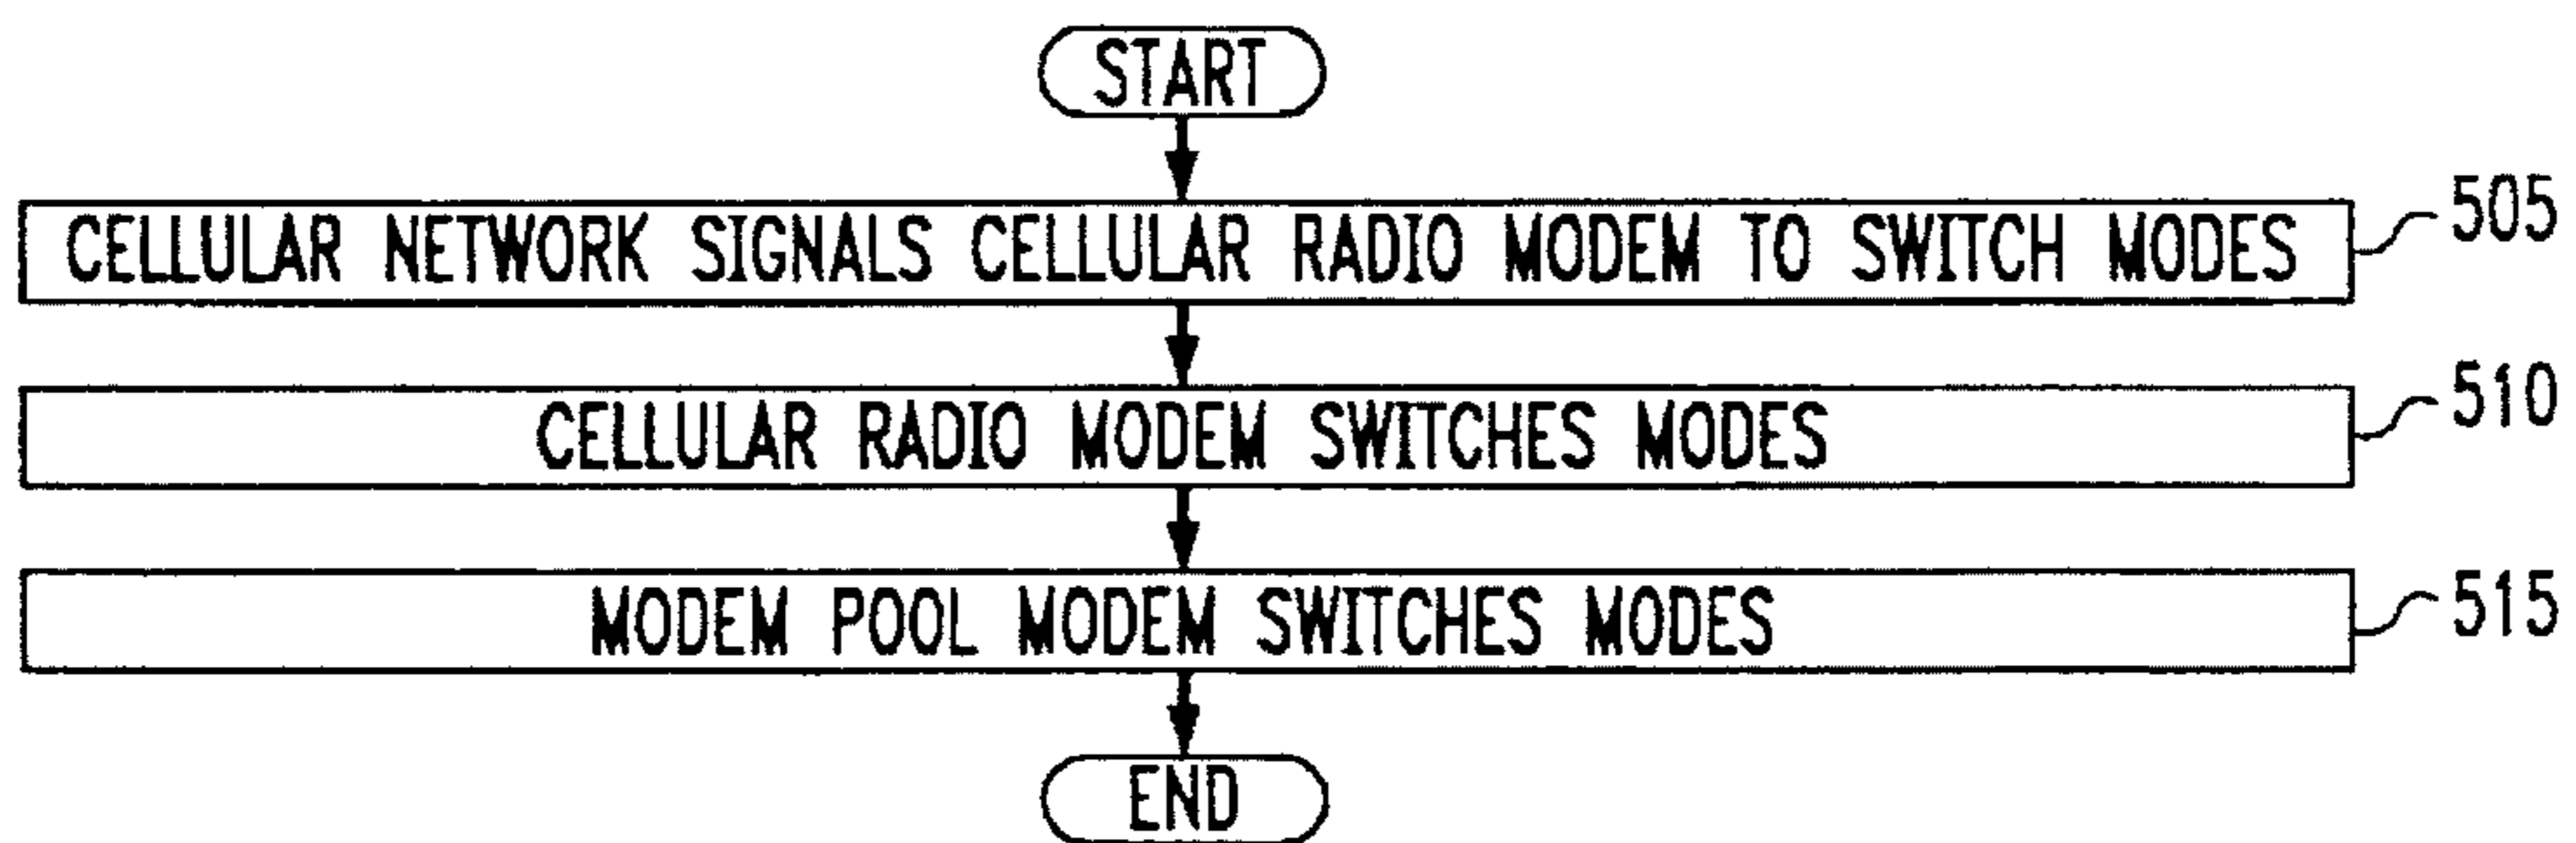 START
CELLULAR NETWORK SIGNALS CELLULAR RADIO MODEM TO SWITCH MODES
505
CELLULAR RADIO MODEM SWITCHES MODES
510
MODEM POOL MODEM SWITCHES MODES
515
END